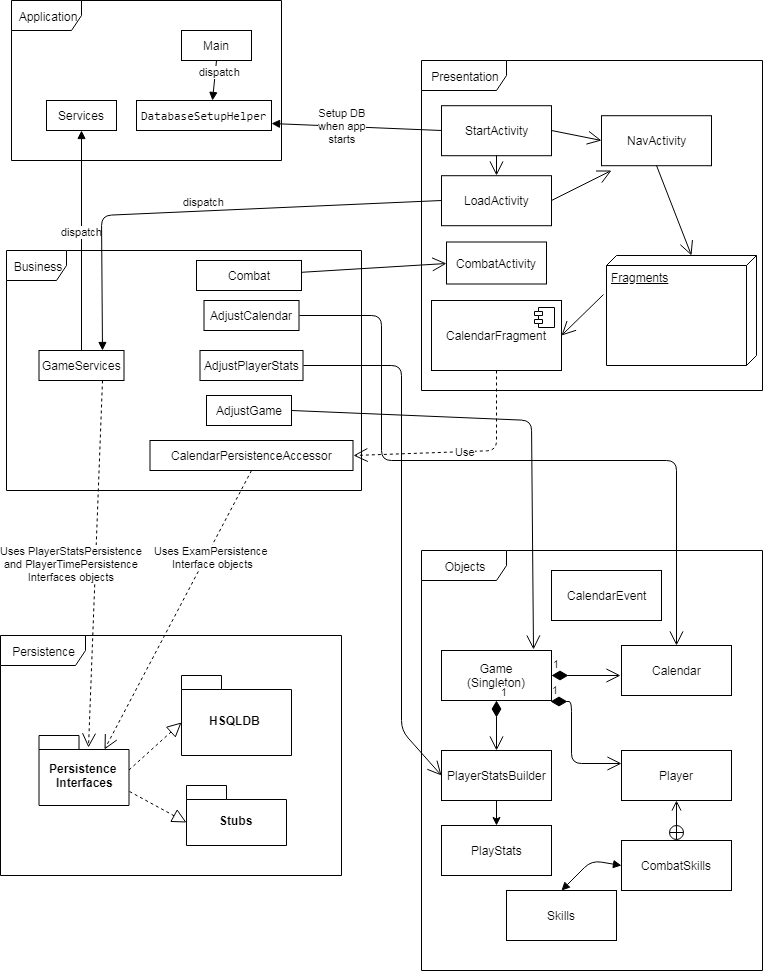 Application
Main
dispatch
Services
DatabaseSetupHelper
Setup DB
when app
starts
Presentation
StartActivity
NavActivity
LoadActivity
dispatch
dispatch
CombatActivity
Fragments
CalendarFragment
Business
Combat
AdjustCalendar
GameServices
AdjustPlayerStats
AdjustGame
CalendarPersistenceAccessor
Use
Uses PlayerStatsPersistence
and PlayerTimePersistence
Interfaces objects
Uses ExamPersistence
Interface objects
Objects
CalendarEvent
Game
(Singleton)
1
1
1
Calendar
PlayerStatsBuilder
Player
PlayStats
CombatSkills
Skills
Persistence
HSQLDB
Persistence
Interfaces
Stubs